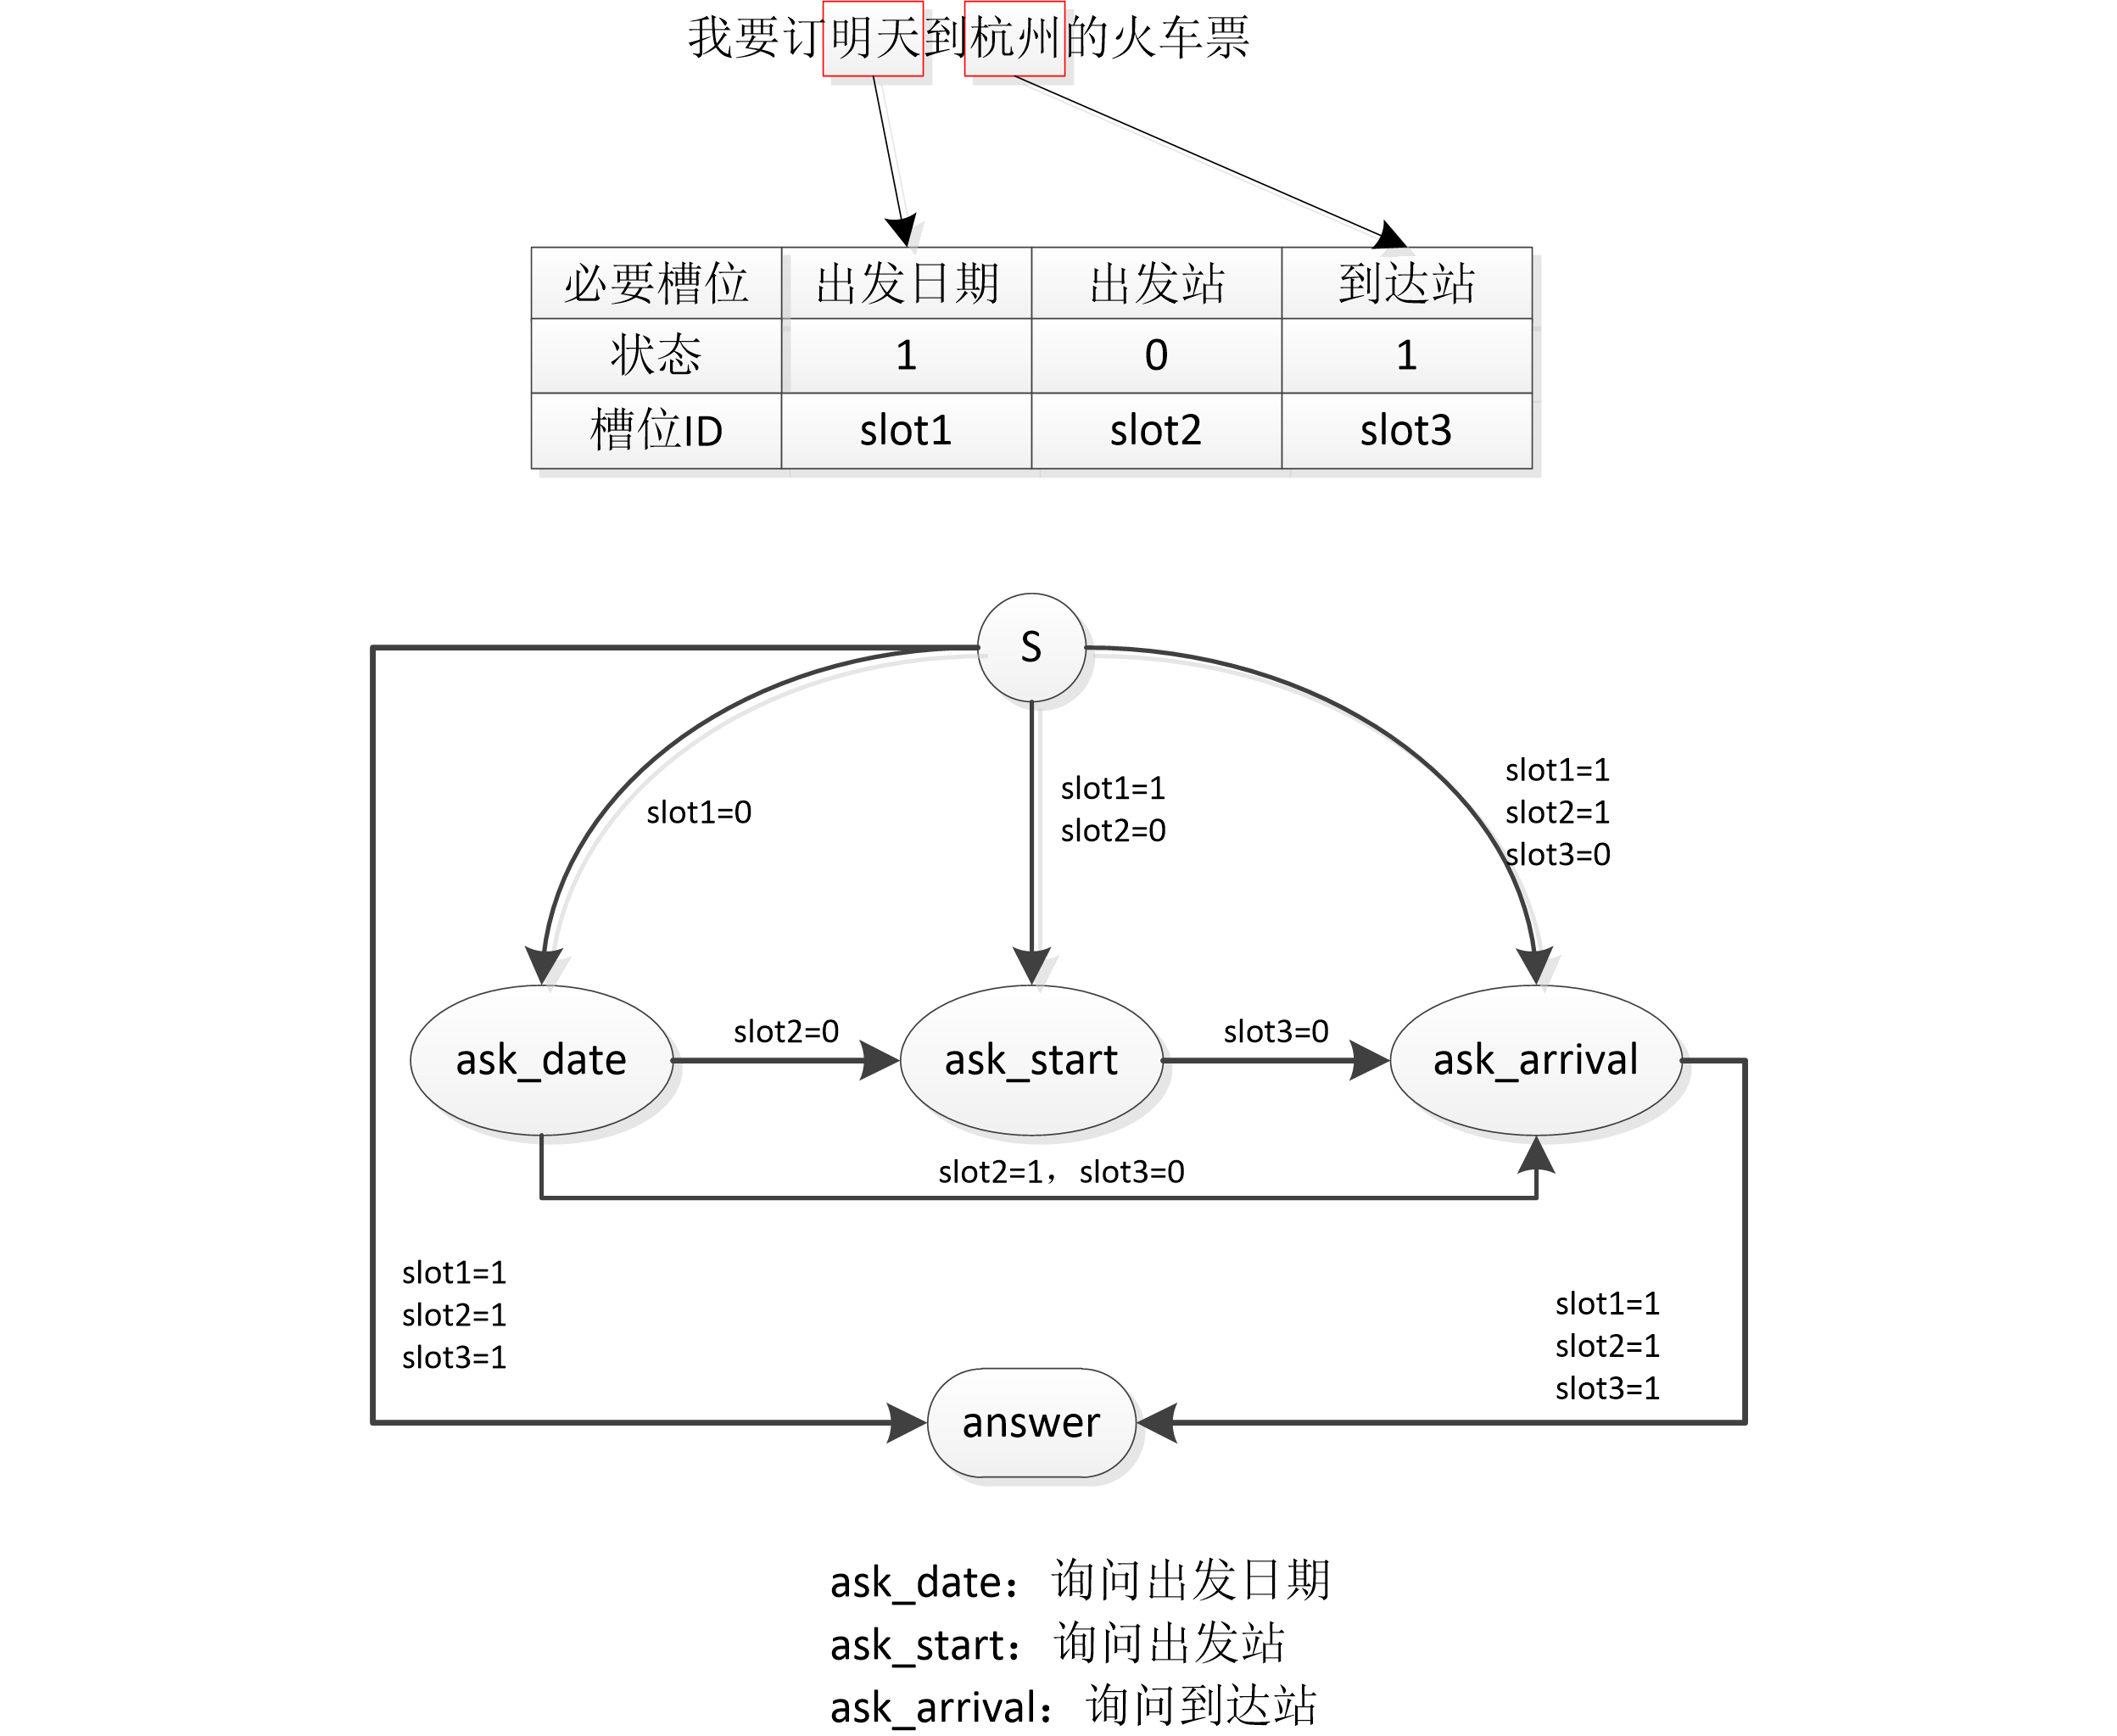 我要订明天到杭州的火车票
必要槽位 出发日期 出发站 到达站
状态 1 0 1
槽位ID slot1 slot2 slot3
S
slot1=0
slot1=1
slot2=0
slot1=1
slot2=1
slot3=0
ask_date
slot2=0
ask_start
slot3=0
ask_arrival
slot2=1，slot3=0
slot1=1
slot2=1
slot3=1
slot1=1
slot2=1
slot3=1
answer
ask_date：询问出发日期
ask_start：询问出发站
ask_arrival：询问到达站